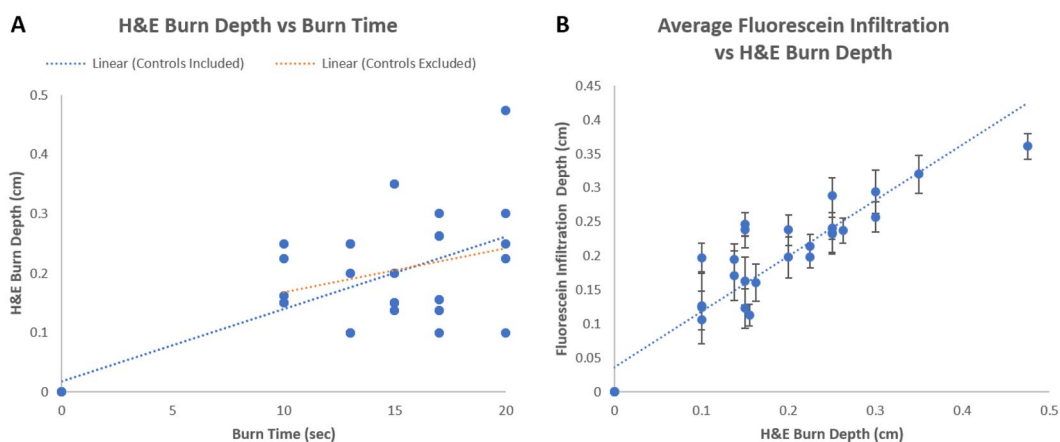 A
H&E Burn Depth vs Burn Time
Linear (Controls Included)
Linear (Controls Excluded)
0.5
0.4
0.3
0.2
0.1
0
H&E Burn Depth (cm)
0 5 10 15 20
Burn Time (sec)
B
Average Fluorescein Infiltration
vs H&E Burn Depth
0.45
0.4
0.35
0.3
0.25
0.2
0.15
0.1
0.05
0
Fluorescein Infiltration Depth (cm)
0 0.1 0.2 0.3 0.4 0.5
H&E Burn Depth (cm)